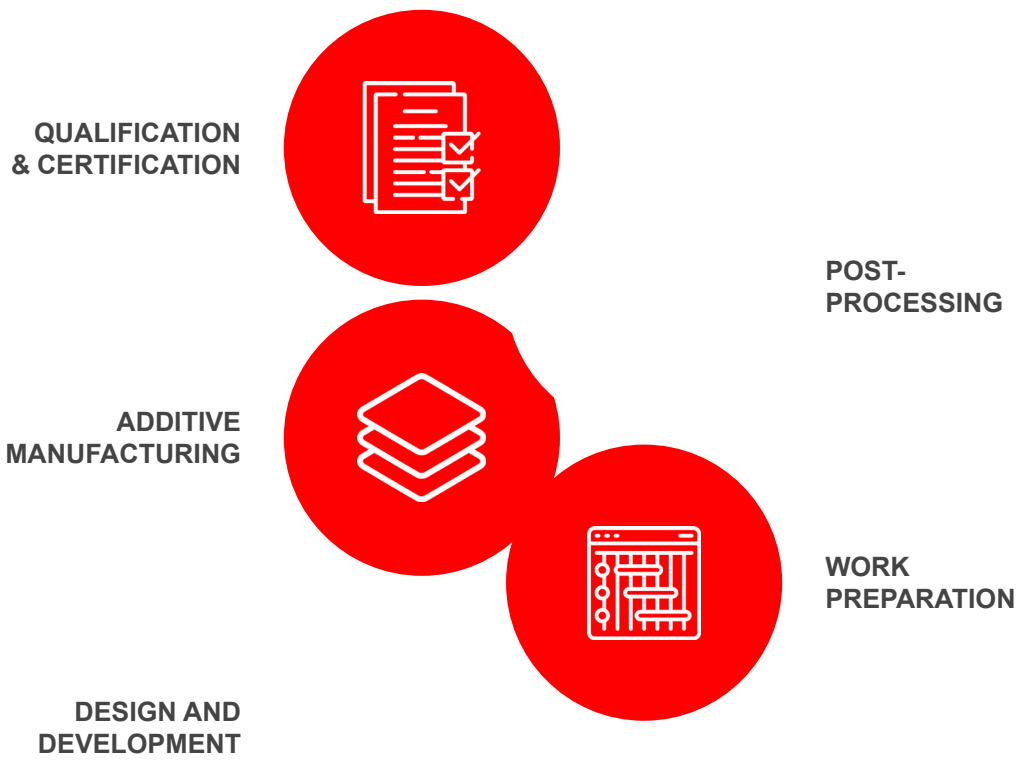 QUALIFICATION
& CERTIFICATION
POST-
PROCESSING
ADDITIVE
MANUFACTURING
WORK
PREPARATION
DESIGN AND
DEVELOPMENT